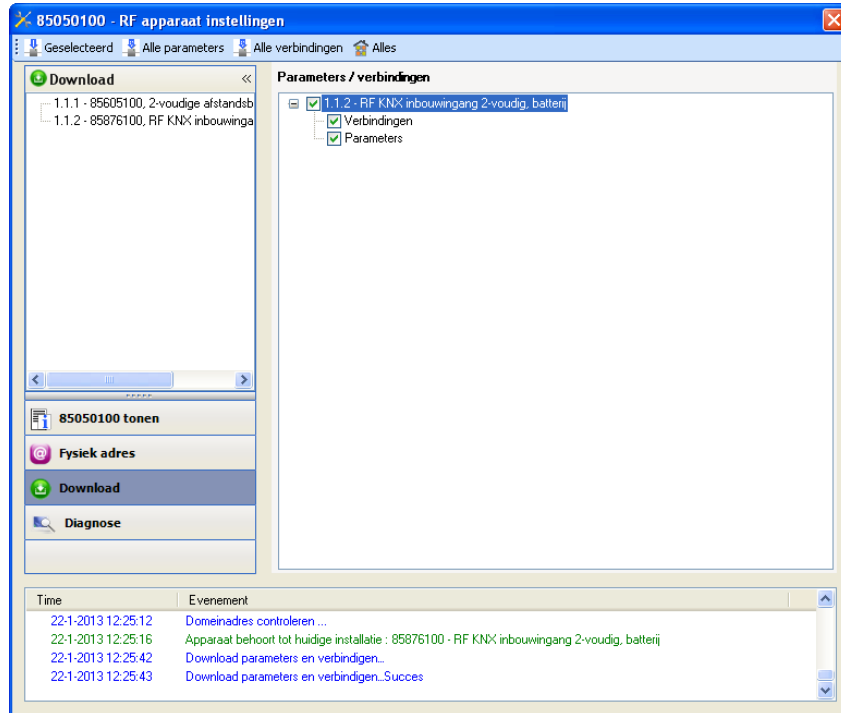 85050100 - RF apparaat instellingen
Geselecteerd Alle parameters Alle verbindingen Alles
Download
1.1.1 - 85605100, 2-voudige afstandsb
1.1.2 - 85876100, RF KNX inbouwinga
85050100 tonen
Fysiek adres
Download
Diagnose
Parameters / verbindingen
1.1.2 - RF KNX inbouwingang 2-voudig, batterij
Verbindingen
Parameters
Time Evenement
22-1-2013 12:25:12 Domeinadres controleren ...
22-1-2013 12:25:16 Apparaat behoort tot huidige installatie : 85876100 - RF KNX inbouwingang 2-voudig, batterij
22-1-2013 12:25:42 Download parameters en verbindigen...
22-1-2013 12:25:43 Download parameters en verbindigen...Succes